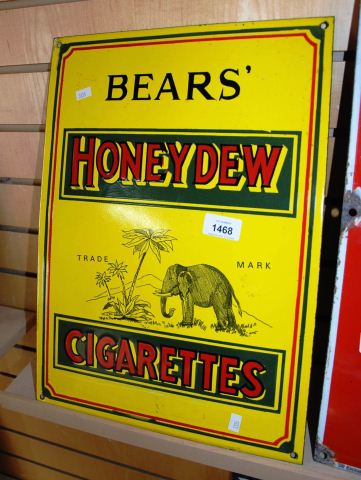 BEARS'
HONEYDEW
1468
TRADE MARK
CIGARETTES